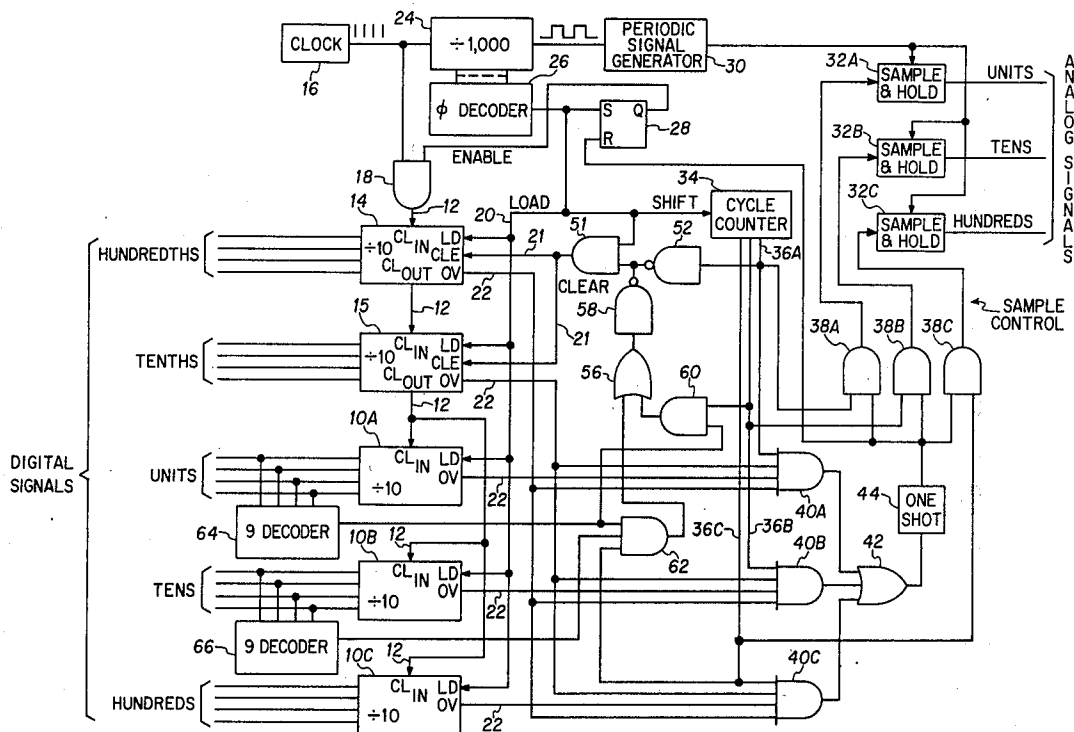 24
CLOCK
16
÷1,000
PERIODIC
SIGNAL
GENERATOR
30
26
ϕ DECODER
S Q
R
28
ENABLE
18
12
32A
SAMPLE
& HOLD
UNITS
32B
SAMPLE
& HOLD
TENS
32C
SAMPLE
& HOLD
HUNDREDS
ANALOG SIGNALS
34
CYCLE
COUNTER
SHIFT
LOAD
20
36A
14
CL IN LD
÷10 CLE
CL OUT OV
HUNDREDTHS
21
22
51
52
CLEAR
58
12
15
CL IN LD
÷10 CLE
CL OUT OV
TENTHS
21
22
12
56
60
38A
38B
38C
SAMPLE
CONTROL
10A
CL IN LD
OV
÷10
UNITS
22
DIGITAL
SIGNALS
64
9 DECODER
40A
36C
36B
ONE
SHOT
44
62
10B
12
CL IN LD
OV
÷10
TENS
22
40B
42
66
9 DECODER
10C
12
CL IN LD
OV
÷10
HUNDREDS
22
40C